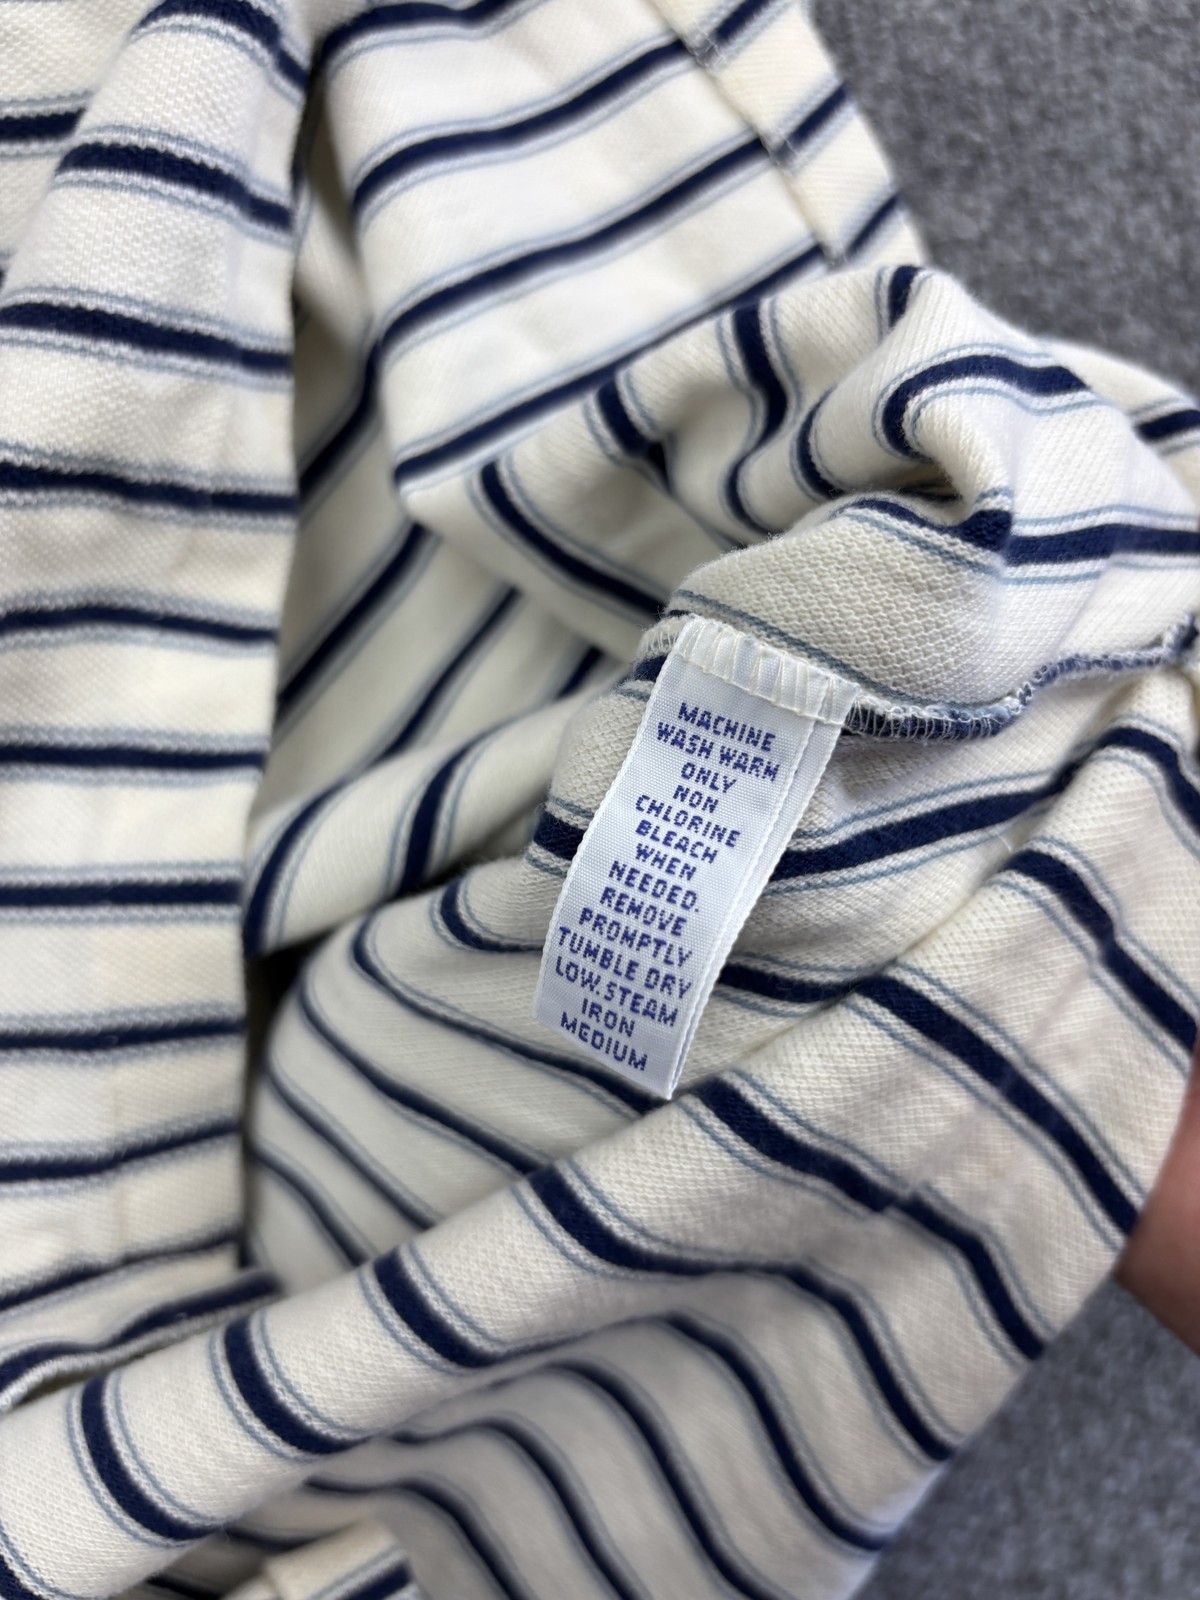 MACHINE
WASH WARM
ONLY
NON
CHLORINE
BLEACH
WHEN
NEEDED.
REMOVE
PROMPTLY
TUMBLE DRY
LOW.STEAM
IRON
MEDIUM